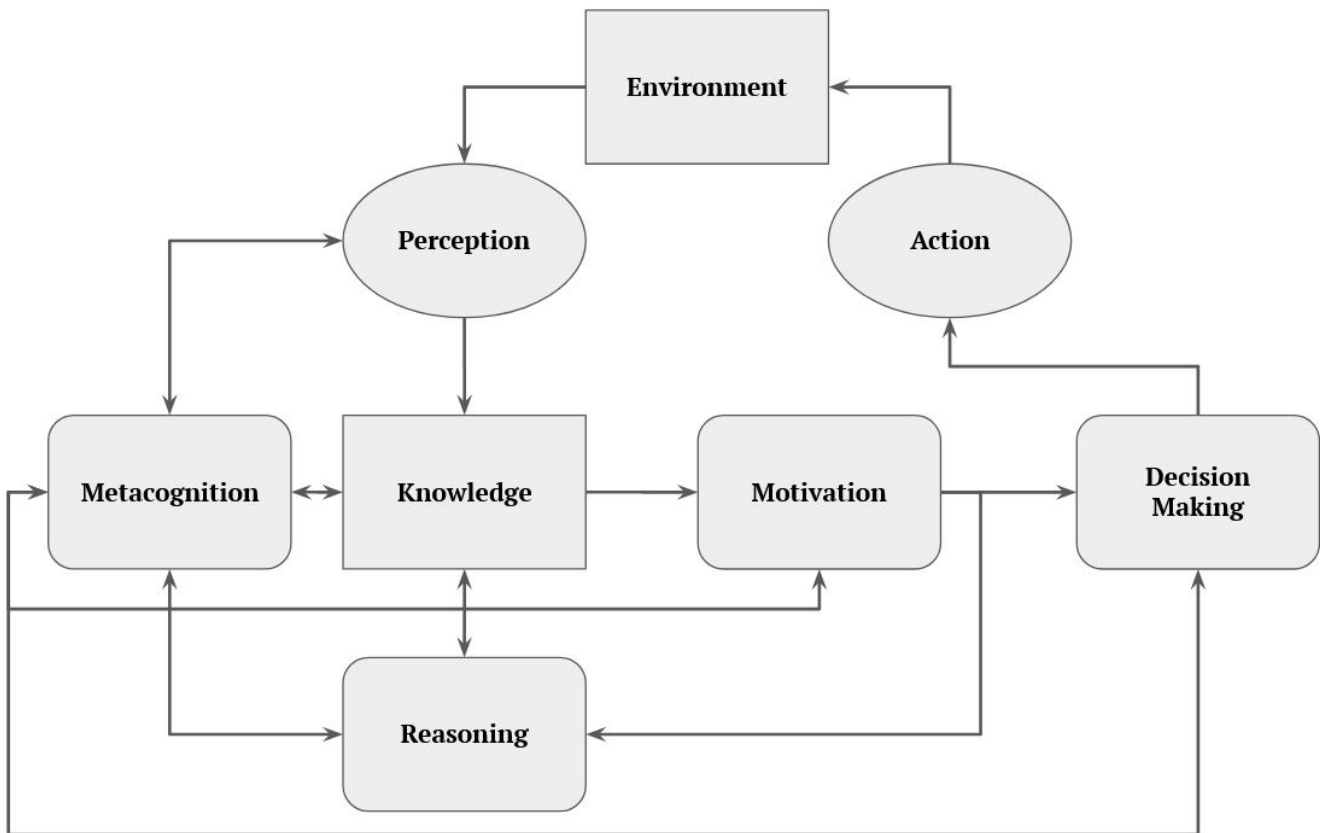 Environment
Perception
Action
Metacognition
Knowledge
Motivation
Decision
Making
Reasoning